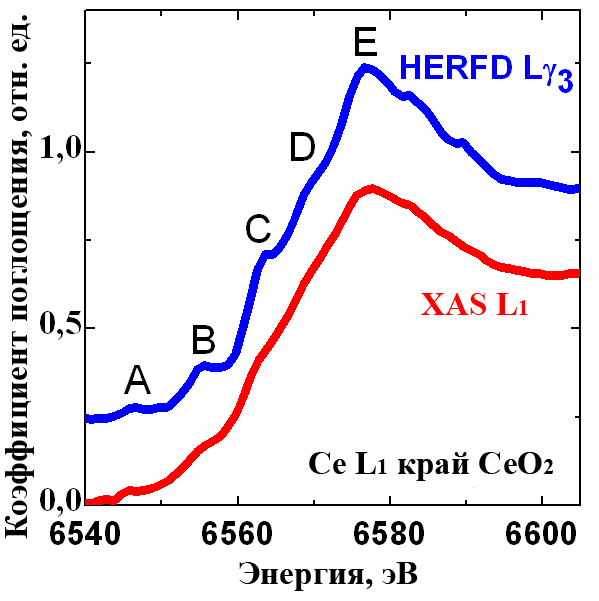 Коэффициент поглощения, отн. ед.
E
HERFD Lγ3
D
1,0
C
XAS L1
0,5
B
A
Ce L1 край CeO2
0,0
6540 6560 6580 6600
Энергия, эВ